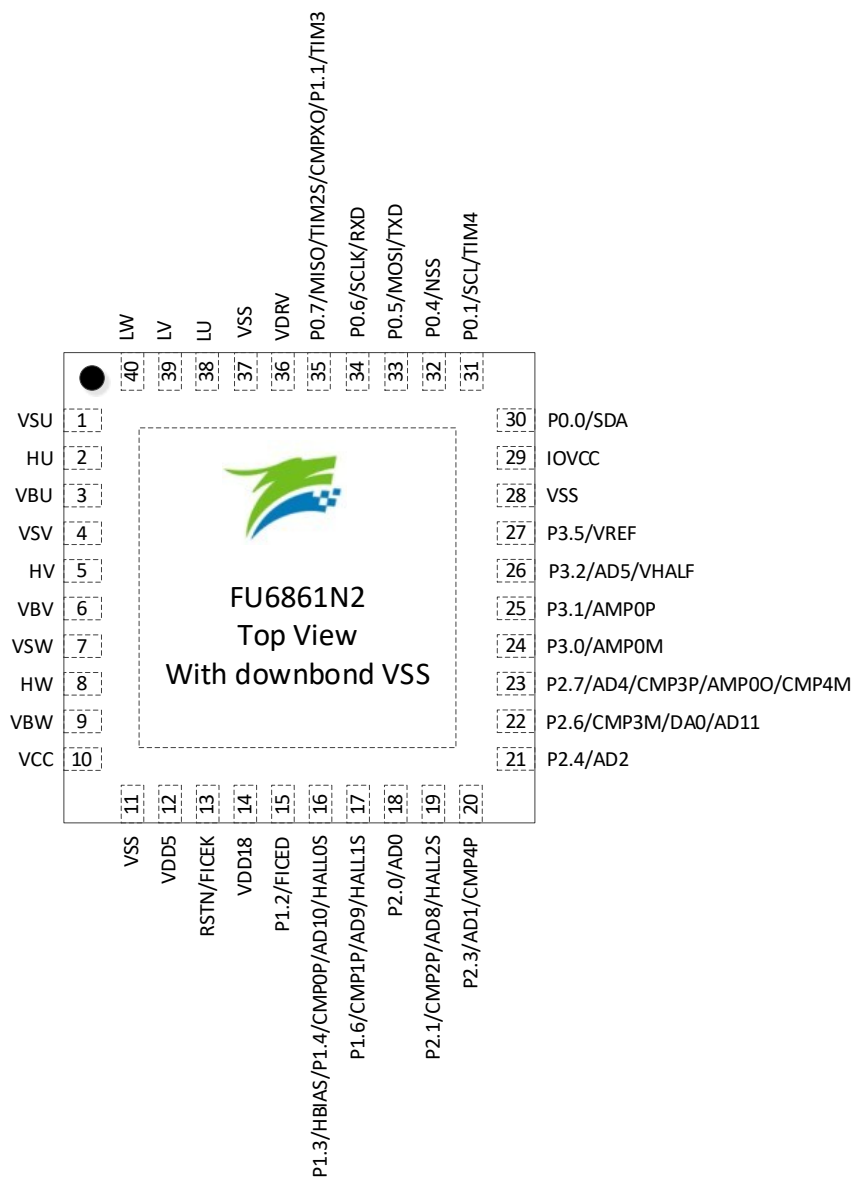 P0.7/MISO/TIM2S/CMPXO/P1.1/TIM3
P0.6/SCLK/RXD
P0.5/MOSI/TXD
P0.4/NSS
P0.1/SCL/TIM4
LW
LV
LU
VSS
VDRV
40
39
38
37
36
35
34
33
32
31
VSU 1
HU 2
VBU 3
VSV 4
HV 5
VBV 6
VSW 7
HW 8
VBW 9
VCC 10
30 P0.0/SDA
29 IOVCC
28 VSS
27 P3.5/VREF
26 P3.2/AD5/VHALF
25 P3.1/AMP0P
24 P3.0/AMP0M
23 P2.7/AD4/CMP3P/AMP0O/CMP4M
22 P2.6/CMP3M/DA0/AD11
21 P2.4/AD2
FU6861N2
Top View
With downbond VSS
11
12
13
14
15
16
17
18
19
20
VSS
VDD5
RSTN/FICEK
VDD18
P1.2/FICED
P1.3/HBIAS/P1.4/CMP0P/AD10/HALL0S
P1.6/CMP1P/AD9/HALL1S
P2.0/AD0
P2.1/CMP2P/AD8/HALL2S
P2.3/AD1/CMP4P